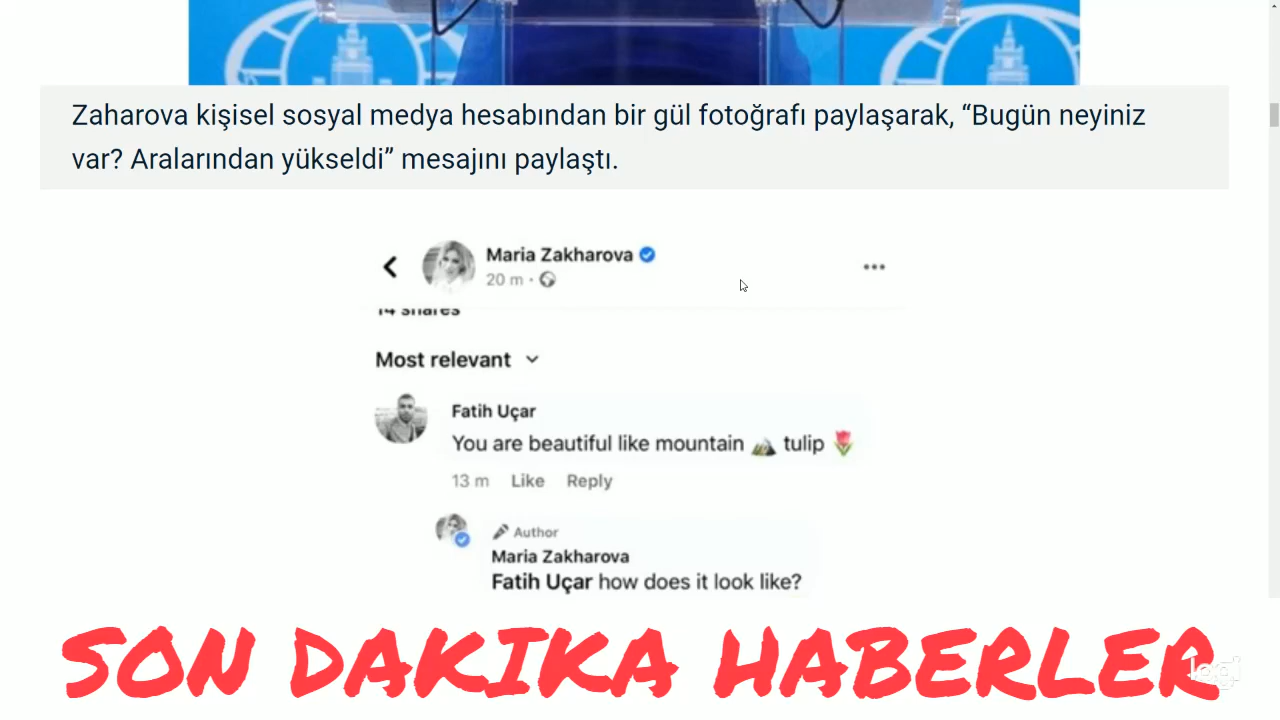 Zaharova kişisel sosyal medya hesabından bir gül fotoğrafı paylaşarak, “Bugün neyiniz
var? Aralarından yükseldi” mesajını paylaştı.
Maria Zakharova
20 m
14 shares
Most relevant
Fatih Uçar
You are beautiful like mountain tulip
13 m Like Reply
Author
Maria Zakharova
Fatih Uçar how does it look like?
SON DAKIKA HABERLER